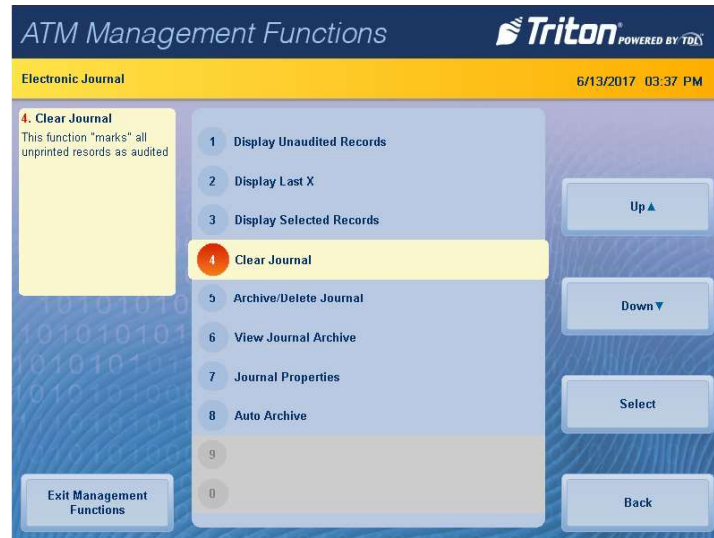 ATM Management Functions
Triton POWERED BY TDL
Electronic Journal
6/13/2017 03:37 PM
4. Clear Journal
This function "marks" all
unprinted resords as audited
1 Display Unaudited Records
2 Display Last X
3 Display Selected Records
4 Clear Journal
5 Archive/Delete Journal
6 View Journal Archive
7 Journal Properties
8 Auto Archive
9
0
Up▲
Down▼
Select
Back
Exit Management
Functions